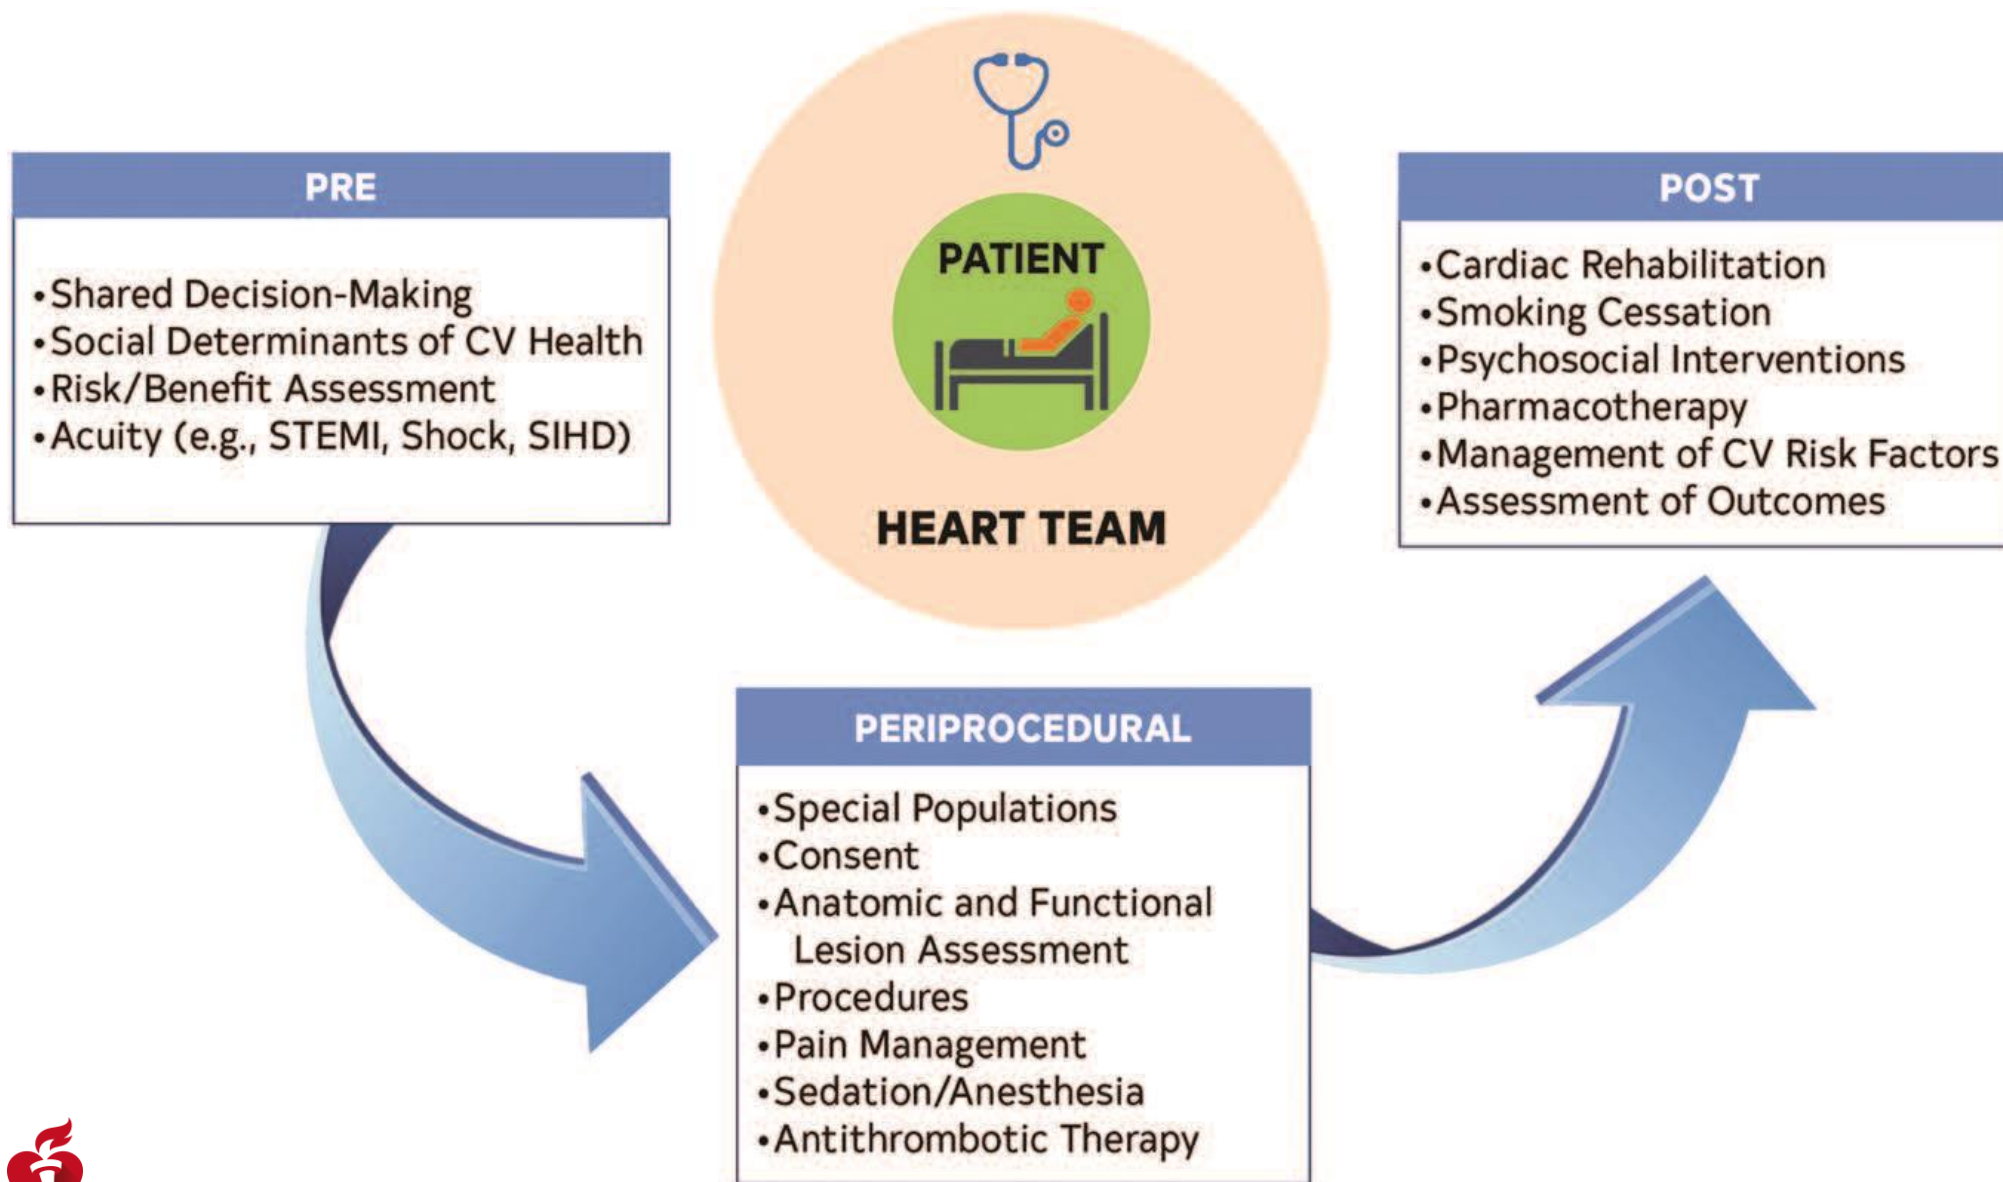 PRE
•Shared Decision-Making
•Social Determinants of CV Health
•Risk/Benefit Assessment
•Acuity (e.g., STEMI, Shock, SIHD)
PATIENT
HEART TEAM
POST
•Cardiac Rehabilitation
•Smoking Cessation
•Psychosocial Interventions
•Pharmacotherapy
•Management of CV Risk Factors
•Assessment of Outcomes
PERIPROCEDURAL
•Special Populations
•Consent
•Anatomic and Functional
Lesion Assessment
•Procedures
•Pain Management
•Sedation/Anesthesia
•Antithrombotic Therapy